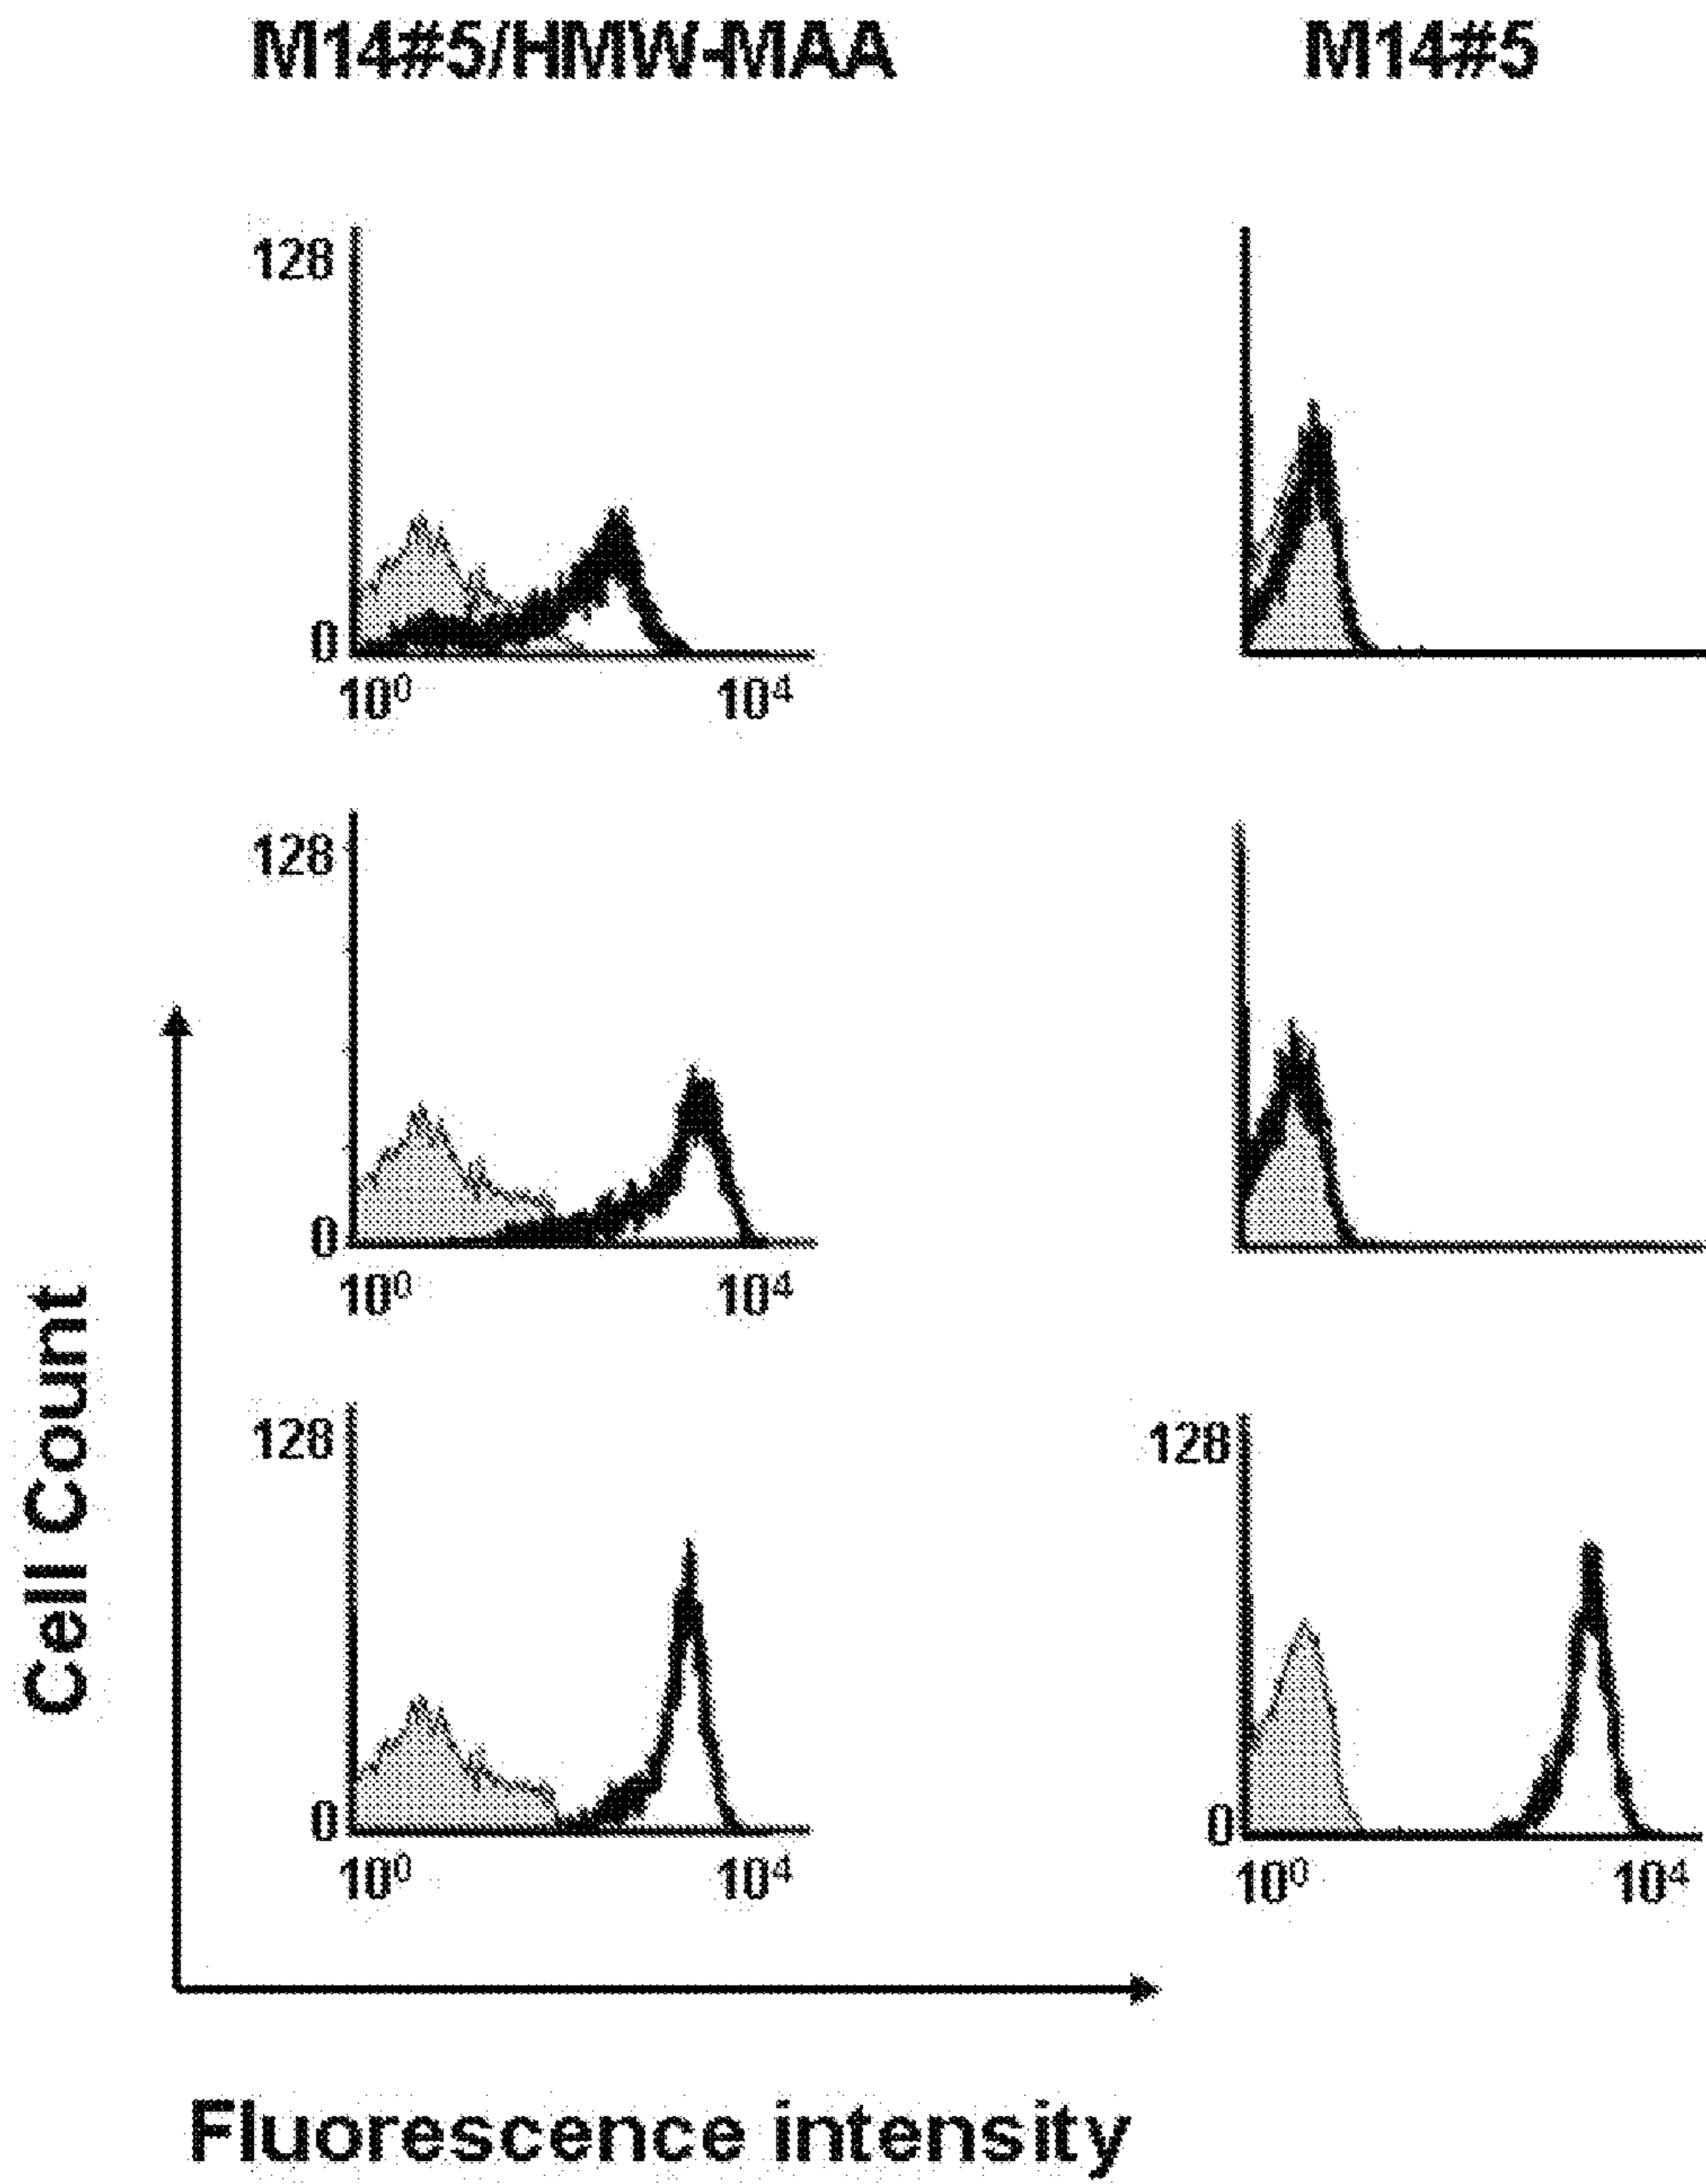 M14#5/HMW-MAA M14#5
128
0
10⁰ 10⁴
128
0
10⁰ 10⁴
Cell Count
128 128
0 0
10⁰ 10⁴ 10⁰ 10⁴
Fluorescence intensity